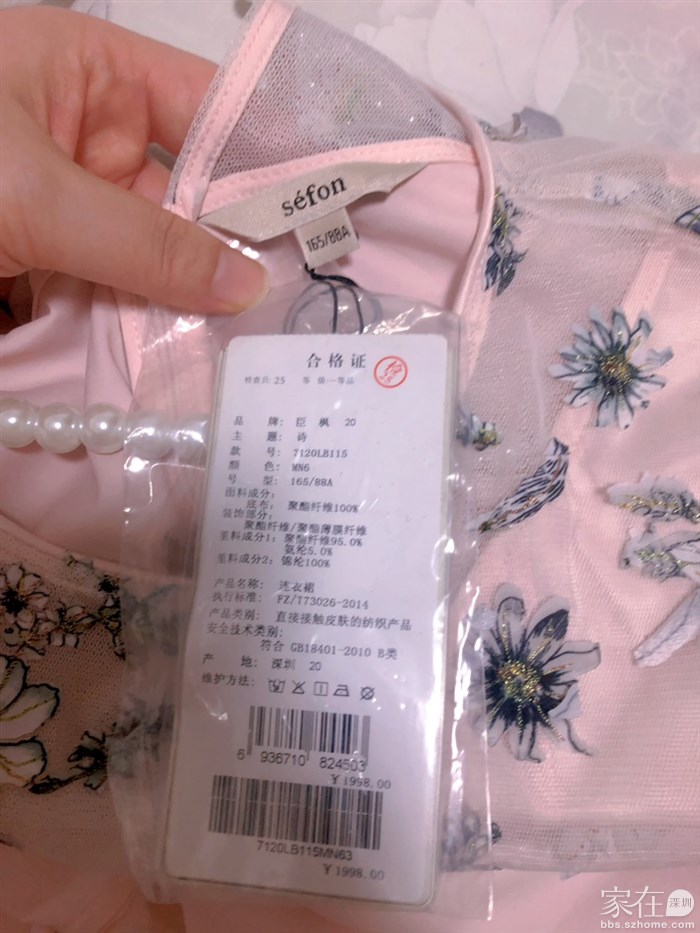 séfon
165/88A
合格证
检查员:25 等 级:一等品
品 牌: 臣 枫 20
主 题: 诗
款 号: 7120LB115
颜 色: MN6
号 型: 165/88A
面料成分:
底布: 聚酯纤维100%
装饰部分:
聚酯纤维/聚酯薄膜纤维
里料成分1: 聚酯纤维95.0%
氨纶5.0%
里料成分2: 锦纶100%
产品名称: 连衣裙
执行标准: FZ/T73026-2014
产品类别: 直接接触皮肤的纺织产品
安全技术类别:
符合 GB18401-2010 B类
产 地: 深圳 20
维护方法:
6 936710 824503
¥1998.00
7120LB115MN63
¥1998.00
家在深圳
bbs.szhome.com